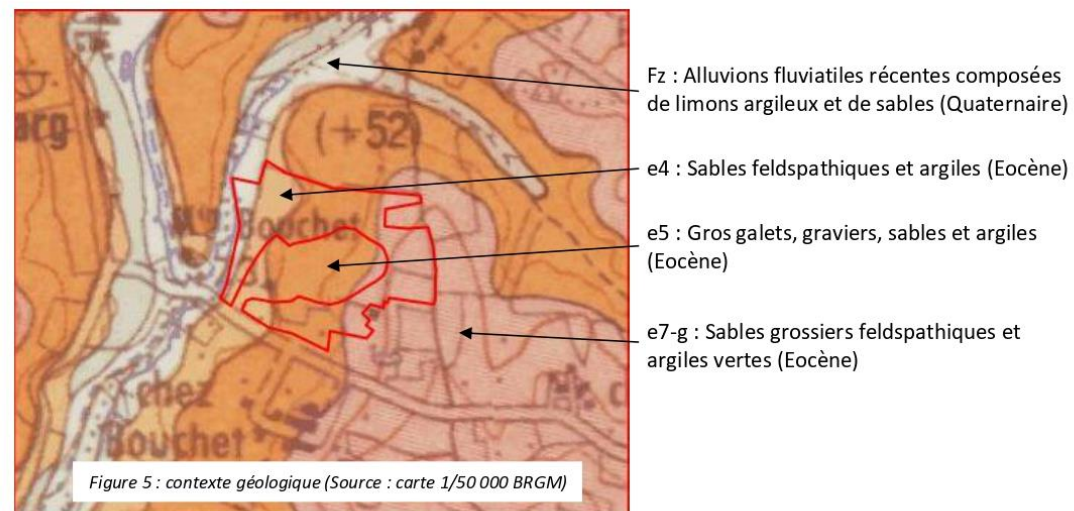 Fz : Alluvions fluviatiles récentes composées
de limons argileux et de sables (Quaternaire)
(+52)
arg
e4 : Sables feldspathiques et argiles (Eocène)
Bouchet
e5 : Gros galets, graviers, sables et argiles
(Eocène)
e7-g : Sables grossiers feldspathiques et
argiles vertes (Eocène)
chez
Bouchet
Figure 5 : contexte géologique (Source : carte 1/50 000 BRGM)